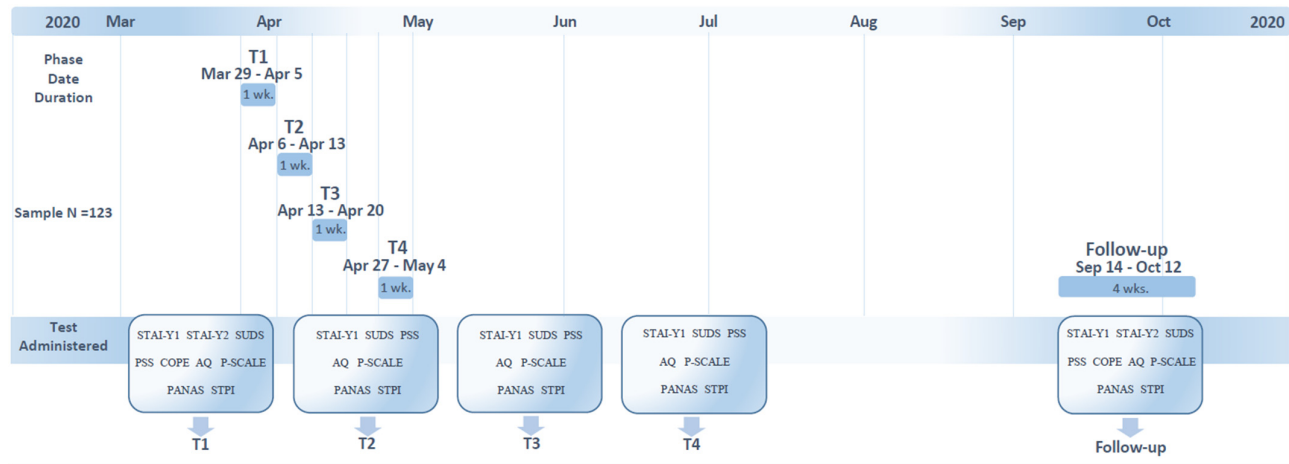 2020 Mar Apr May Jun Jul Aug Sep Oct 2020
Phase
Date
Duration
T1
Mar 29 - Apr 5
1 wk.
T2
Apr 6 - Apr 13
1 wk.
Sample N =123
T3
Apr 13 - Apr 20
1 wk.
T4
Apr 27 - May 4
1 wk.
Follow-up
Sep 14 - Oct 12
4 wks.
Test
Administered
STAI-Y1 STAI-Y2 SUDS
PSS COPE AQ P-SCALE
PANAS STPI
T1
STAI-Y1 SUDS PSS
AQ P-SCALE
PANAS STPI
T2
STAI-Y1 SUDS PSS
AQ P-SCALE
PANAS STPI
T3
STAI-Y1 SUDS PSS
AQ P-SCALE
PANAS STPI
T4
STAI-Y1 STAI-Y2 SUDS
PSS COPE AQ P-SCALE
PANAS STPI
Follow-up